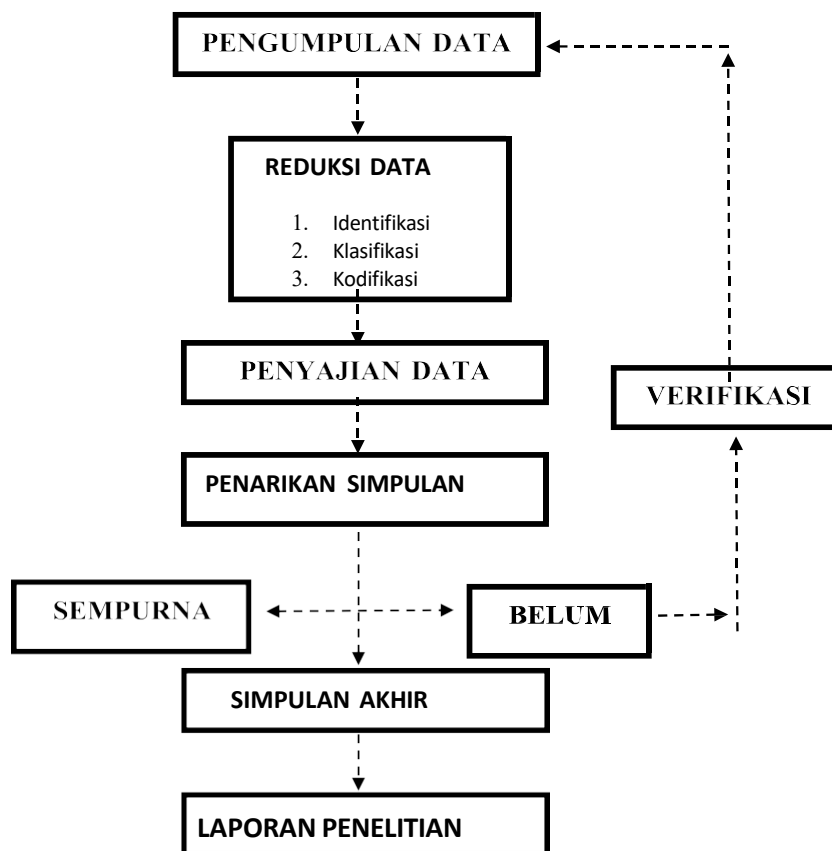 PENGUMPULAN DATA
REDUKSI DATA
1. Identifikasi
2. Klasifikasi
3. Kodifikasi
PENYAJIAN DATA
VERIFIKASI
PENARIKAN SIMPULAN
SEMPURNA
BELUM
SIMPULAN AKHIR
LAPORAN PENELITIAN